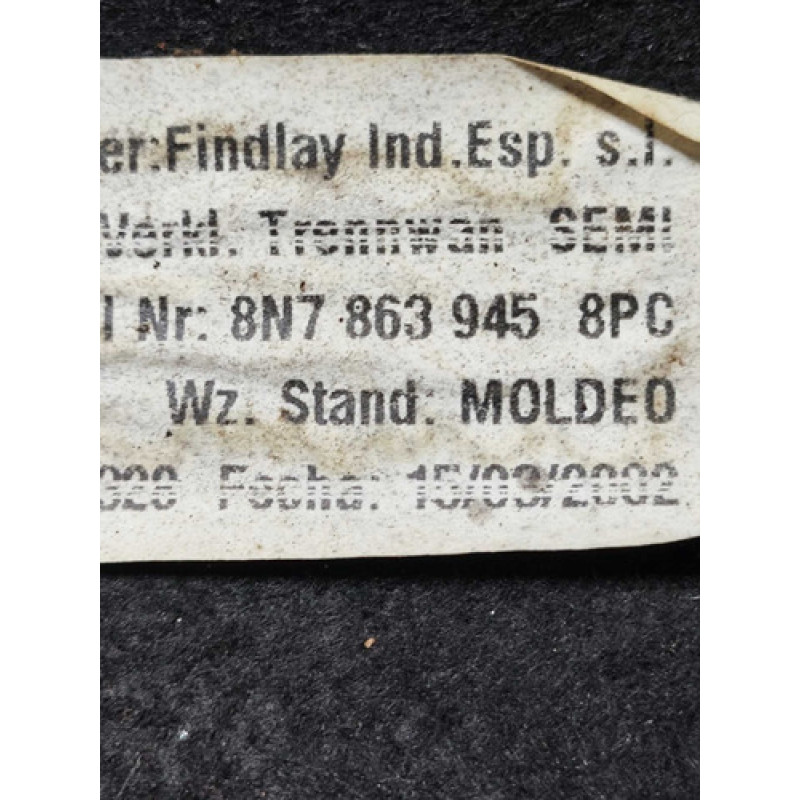 er:Findlay Ind.Esp. s.l.
Verkl. Trennwan SEMI
l Nr: 8N7 863 945 8PC
Wz. Stand: MOLDEO
020 Fecha: 15/03/2002